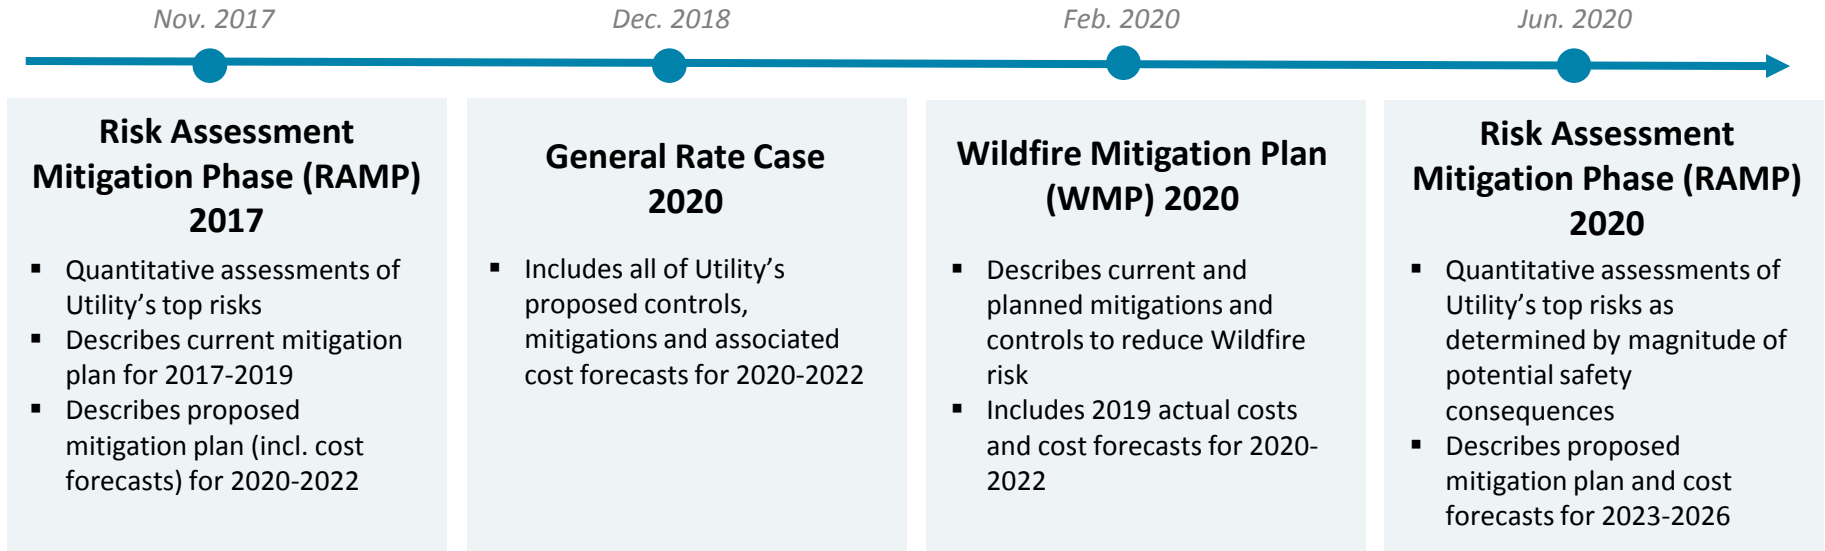 Nov. 2017
Dec. 2018
Feb. 2020
Jun. 2020
Risk Assessment
Mitigation Phase (RAMP)
2017
▪ Quantitative assessments of
Utility’s top risks
▪ Describes current mitigation
plan for 2017-2019
▪ Describes proposed
mitigation plan (incl. cost
forecasts) for 2020-2022
General Rate Case
2020
▪ Includes all of Utility’s
proposed controls,
mitigations and associated
cost forecasts for 2020-2022
Wildfire Mitigation Plan
(WMP) 2020
▪ Describes current and
planned mitigations and
controls to reduce Wildfire
risk
▪ Includes 2019 actual costs
and cost forecasts for 2020-
2022
Risk Assessment
Mitigation Phase (RAMP)
2020
▪ Quantitative assessments of
Utility’s top risks as
determined by magnitude of
potential safety
consequences
▪ Describes proposed
mitigation plan and cost
forecasts for 2023-2026